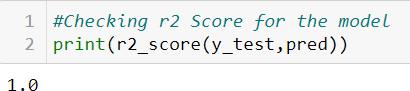 1 #Checking r2 Score for the model
2 print(r2_score(y_test,pred))
1.0